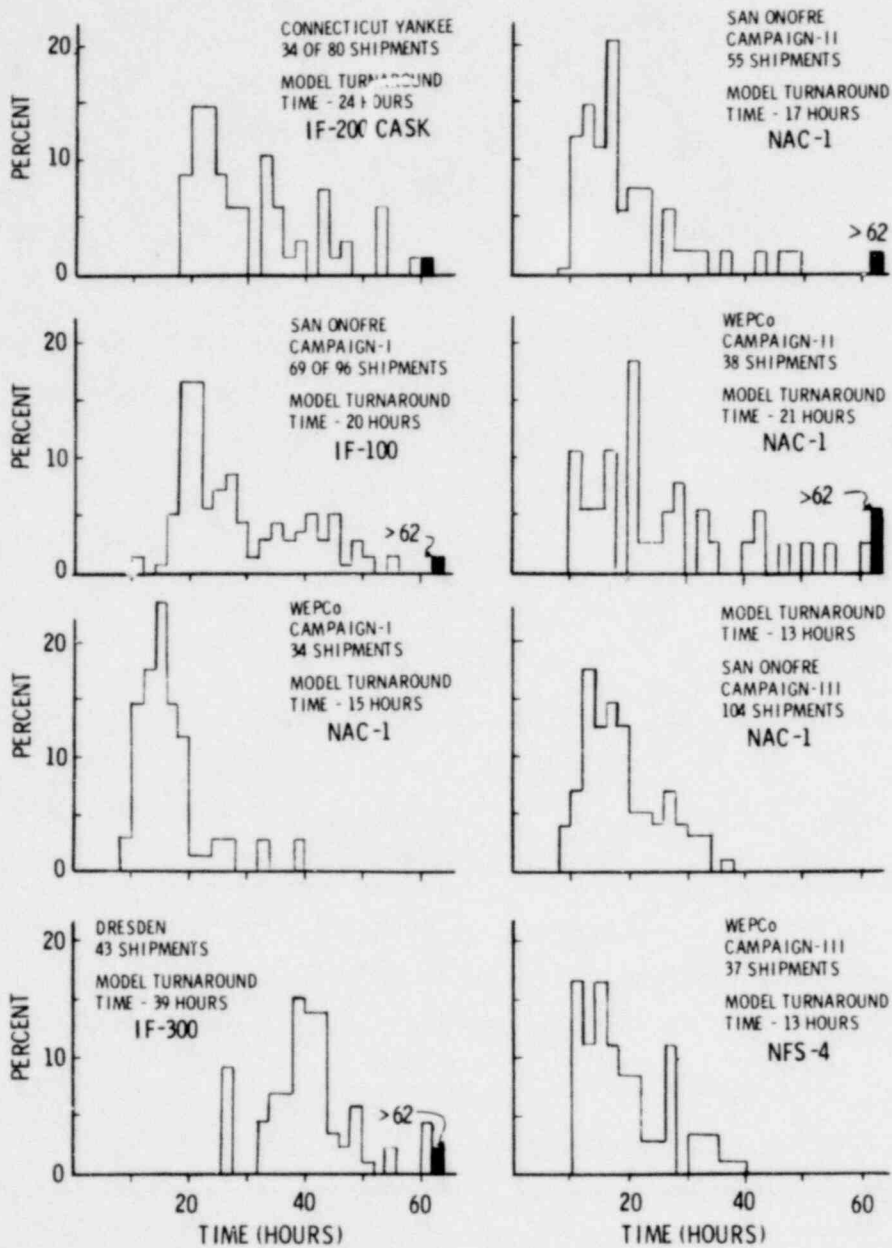 CONNECTICUT YANKEE
34 OF 80 SHIPMENTS
MODEL TURNAROUND
TIME - 24 HOURS
IF-200 CASK
PERCENT
20
10
0
SAN ONOFRE
CAMPAIGN-II
55 SHIPMENTS
MODEL TURNAROUND
TIME - 17 HOURS
NAC-1
>62
SAN ONOFRE
CAMPAIGN-I
69 OF 96 SHIPMENTS
MODEL TURNAROUND
TIME - 20 HOURS
IF-100
>62
PERCENT
20
10
0
WEPCo
CAMPAIGN-II
38 SHIPMENTS
MODEL TURNAROUND
TIME - 21 HOURS
NAC-1
>62
WEPCo
CAMPAIGN-I
34 SHIPMENTS
MODEL TURNAROUND
TIME - 15 HOURS
NAC-1
PERCENT
20
10
0
MODEL TURNAROUND
TIME - 13 HOURS
SAN ONOFRE
CAMPAIGN-III
104 SHIPMENTS
NAC-1
DRESDEN
43 SHIPMENTS
MODEL TURNAROUND
TIME - 39 HOURS
IF-300
>62
PERCENT
20
10
0
20 40 60
TIME (HOURS)
WEPCo
CAMPAIGN-III
37 SHIPMENTS
MODEL TURNAROUND
TIME - 13 HOURS
NFS-4
20 40 60
TIME (HOURS)